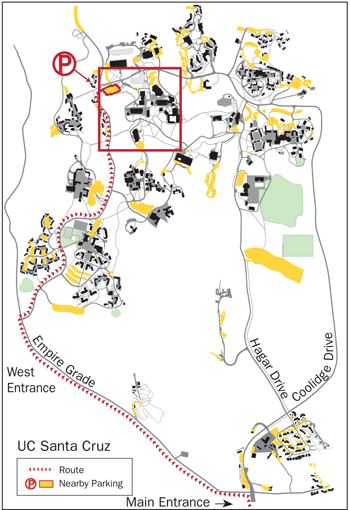 P
Empire Grade
West
Entrance
Hagar Drive
Coolidge Drive
UC Santa Cruz
Route
P Nearby Parking
Main Entrance